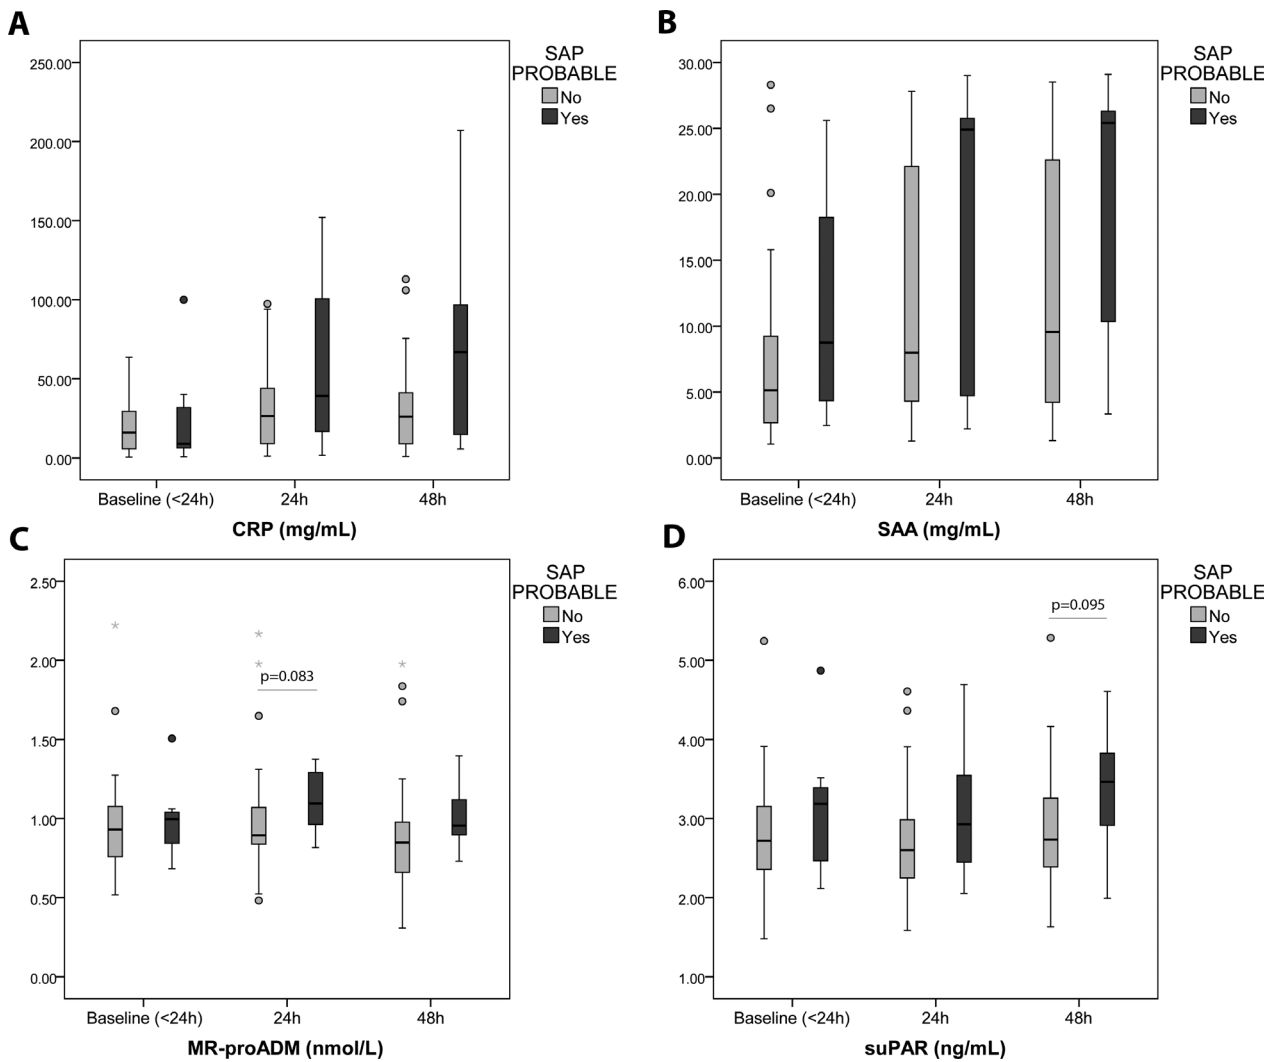 A
250.00
200.00
150.00
100.00
50.00
0.00
Baseline (<24h) 24h 48h
CRP (mg/mL)
SAP
PROBABLE
No
Yes
B
30.00
25.00
20.00
15.00
10.00
5.00
0.00
Baseline (<24h) 24h 48h
SAA (mg/mL)
SAP
PROBABLE
No
Yes
C
2.50
2.00
1.50
1.00
0.50
0.00
p=0.083
Baseline (<24h) 24h 48h
MR-proADM (nmol/L)
SAP
PROBABLE
No
Yes
D
6.00
5.00
4.00
3.00
2.00
1.00
p=0.095
Baseline (<24h) 24h 48h
suPAR (ng/mL)
SAP
PROBABLE
No
Yes